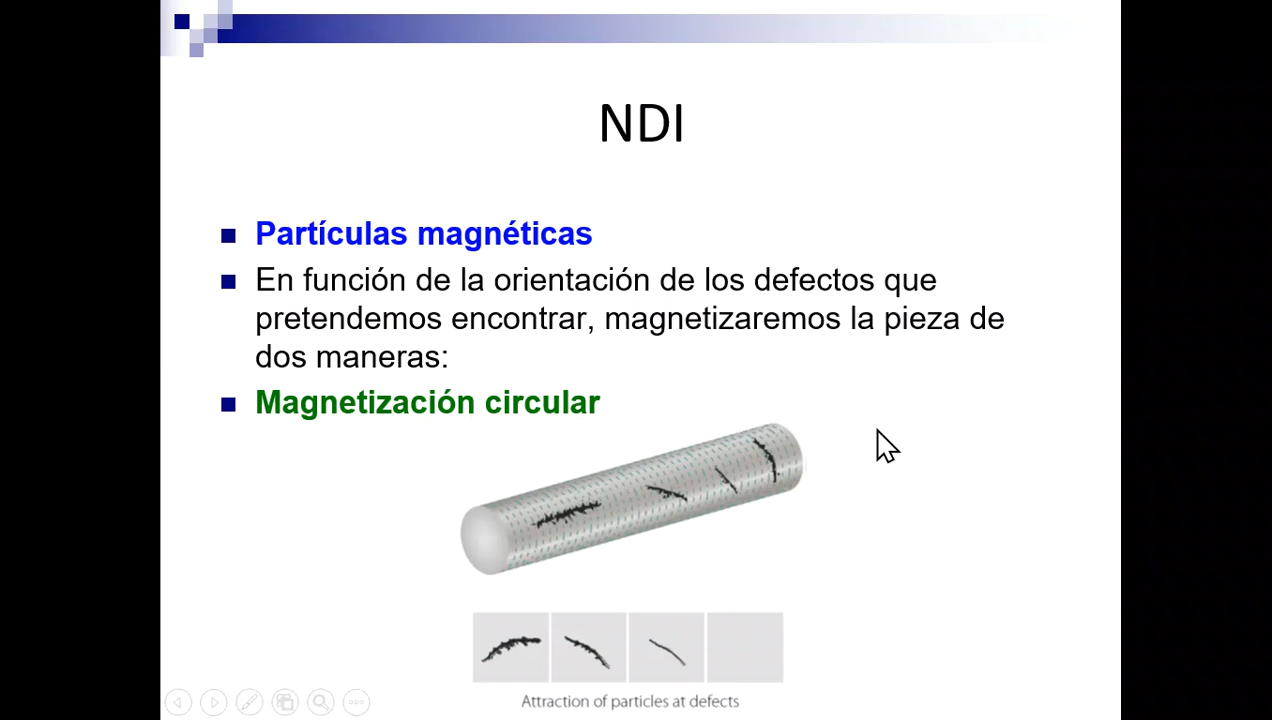 NDI
Partículas magnéticas
En función de la orientación de los defectos que
pretendemos encontrar, magnetizaremos la pieza de
dos maneras:
Magnetización circular
Attraction of particles at defects